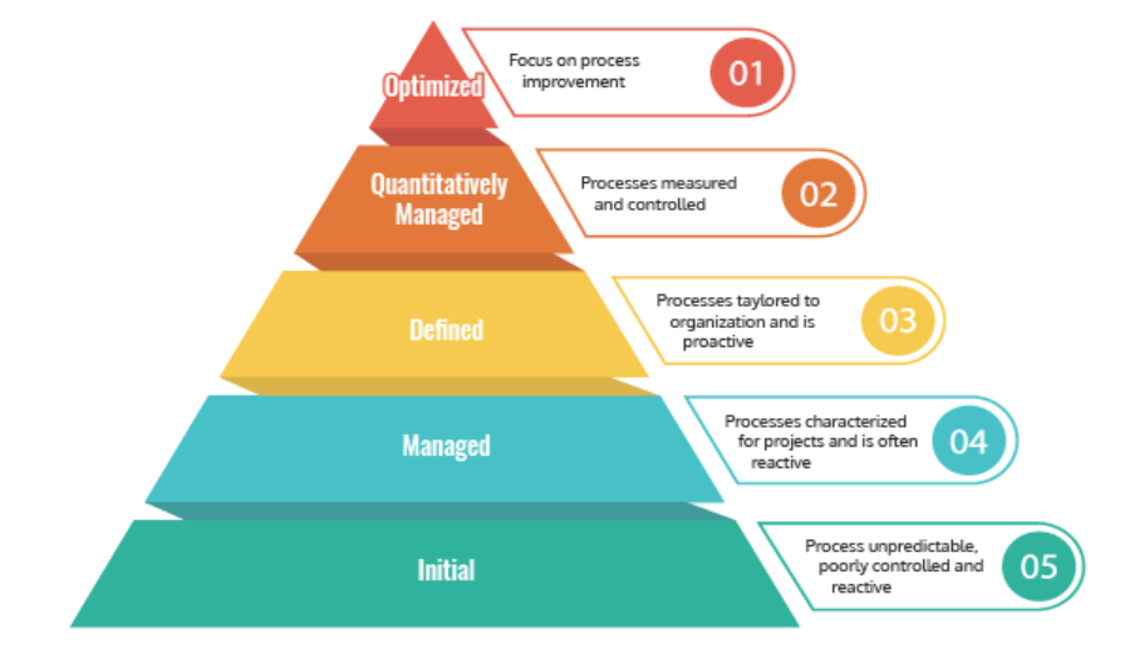 Optimized
Focus on process
improvement
01
Quantitatively
Managed
Processes measured
and controlled
02
Defined
Processes taylored to
organization and is
proactive
03
Managed
Processes characterized
for projects and is often
reactive
04
Initial
Process unpredictable,
poorly controlled and
reactive
05